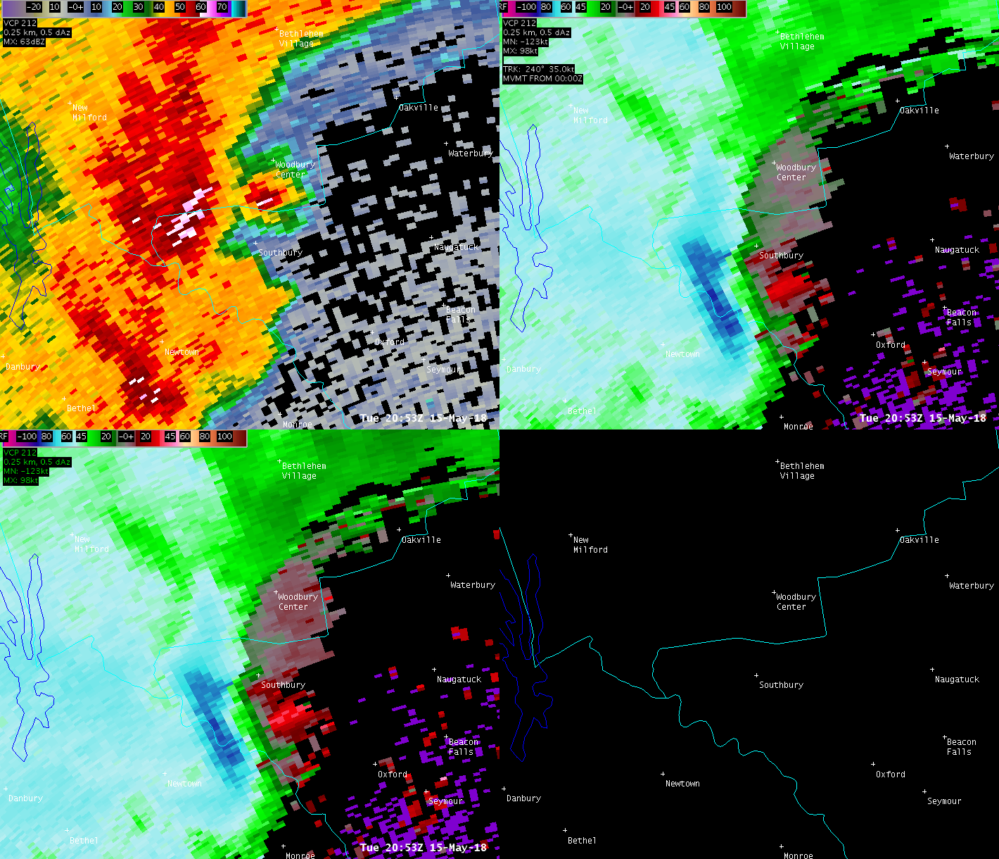 -20 10 -0+ 10 20 30 40 50 60 70
VCP 212
0.25 km, 0.5 dAz
MX: 63dBZ
Bethlehem
Village
New
Milford
Oakville
Waterbury
Woodbury
Center
Southbury
Naugatuck
Beacon
Falls
Oxford
Newtown
Seymour
Danbury
Bethel
Monroe
Tue 20:53Z 15-May-18
RF -100 80 60 45 20 -0+ 20 45 60 80 100
VCP 212
0.25 km, 0.5 dAz
MN: -123kt
MX: 98kt
TRK: 240° 35.0kt
MVMT FROM 00:00Z
Bethlehem
Village
New
Milford
Oakville
Waterbury
Woodbury
Center
Southbury
Naugatuck
Beacon
Falls
Oxford
Newtown
Seymour
Danbury
Bethel
Monroe
Tue 20:53Z 15-May-18
RF -100 80 60 45 20 -0+ 20 45 60 80 100
VCP 212
0.25 km, 0.5 dAz
MN: -123kt
MX: 98kt
Bethlehem
Village
New
Milford
Oakville
Waterbury
Woodbury
Center
Southbury
Naugatuck
Beacon
Falls
Oxford
Newtown
Seymour
Danbury
Bethel
Monroe
Tue 20:53Z 15-May-18
Bethlehem
Village
New
Milford
Oakville
Waterbury
Woodbury
Center
Southbury
Naugatuck
Beacon
Falls
Oxford
Newtown
Seymour
Danbury
Bethel
Monroe